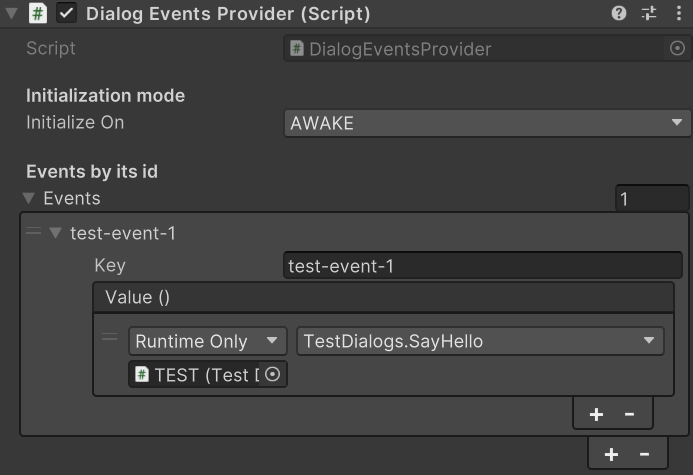 Dialog Events Provider (Script)
Script DialogEventsProvider
Initialization mode
Initialize On AWAKE
Events by its id
Events 1
test-event-1
Key test-event-1
Value ()
Runtime Only TestDialogs.SayHello
TEST (Test
+ -
+ -